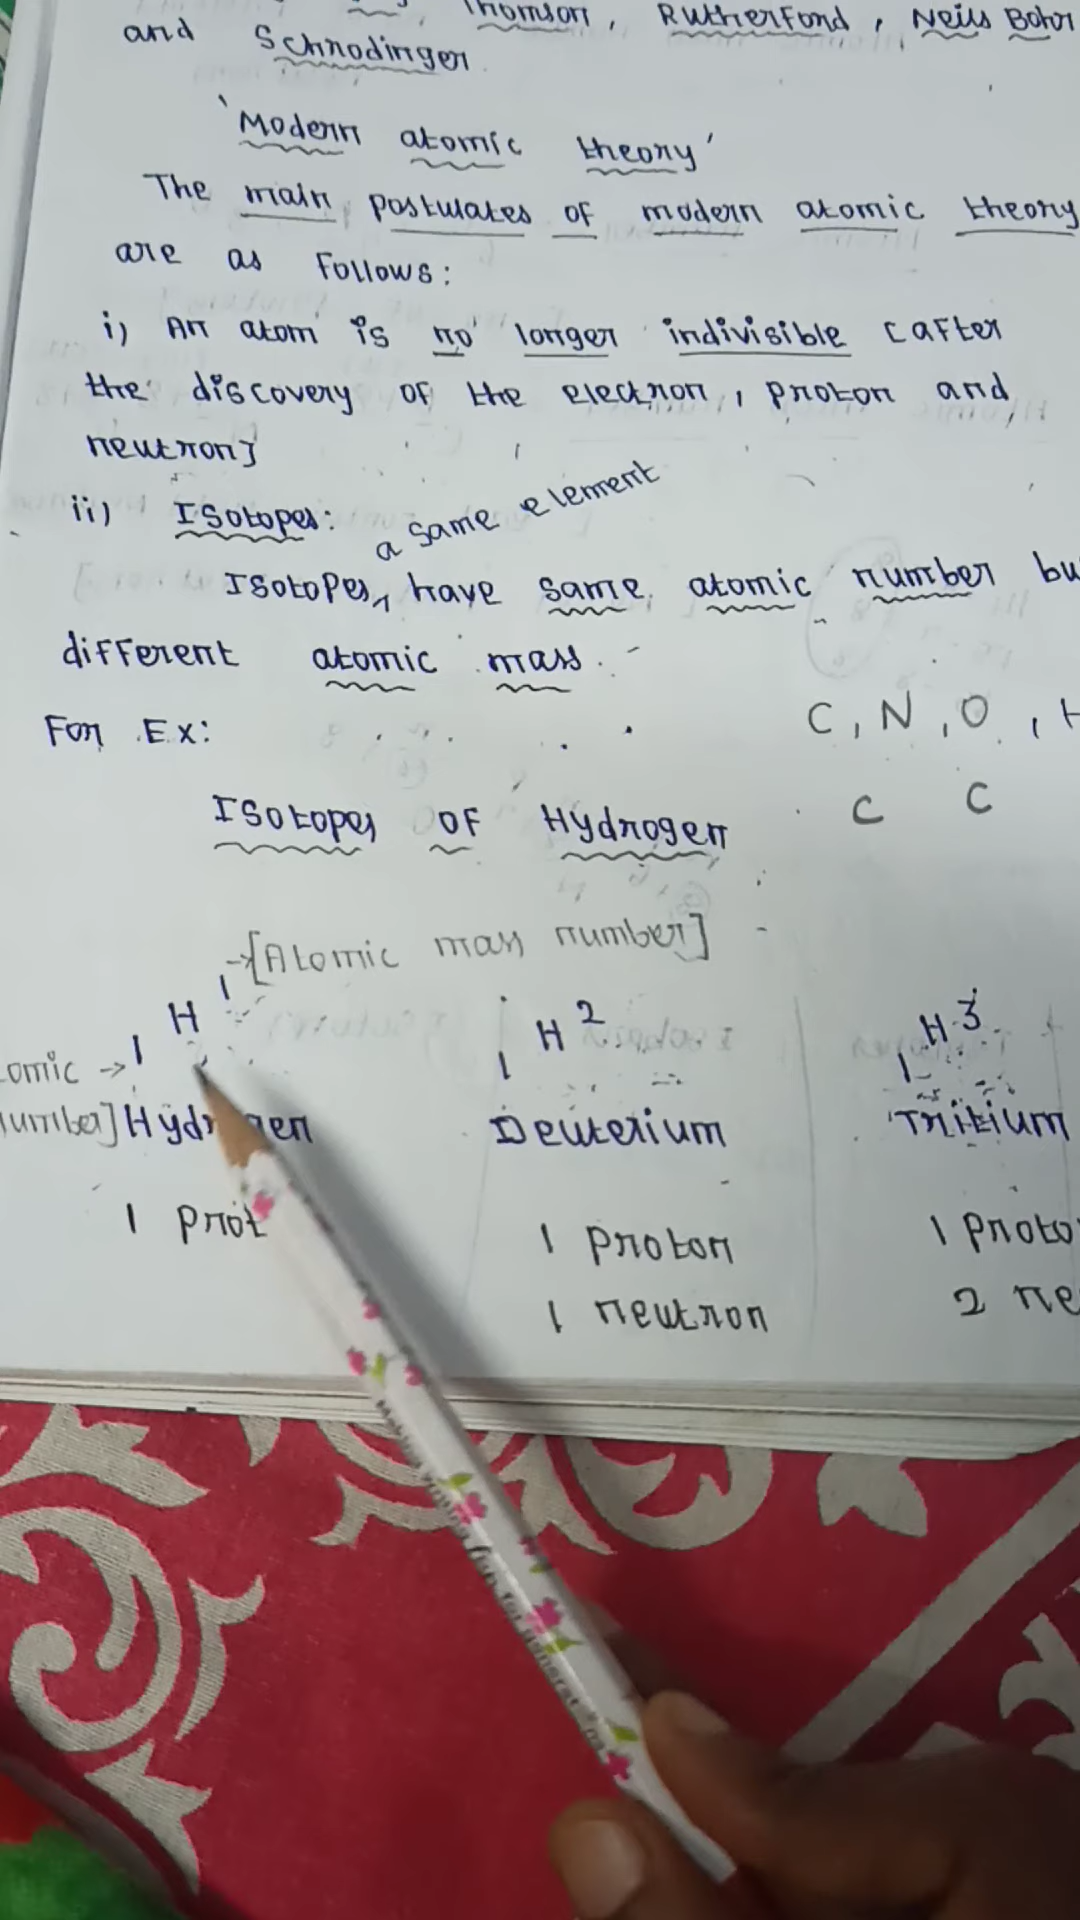 Thomson, Rutherford, Neils Bohr
and Schrodinger
'Modern atomic theory'
The main postulates of modern atomic theory
are as follows:
i) An atom is no longer indivisible [after
the discovery of the electron, proton and
neutron]
ii) Isotopes:
a same element
Isotopes, have same atomic number bu
different atomic mass.
For Ex:
C, N, O, H
C C
Isotopes of Hydrogen
→[Atomic mass number]
1 H 1 1 H 2 1 H 3
omic →
umber] Hydrogen Deuterium Tritium
1 prot 1 proton 1 proto
1 neutron 2 ne